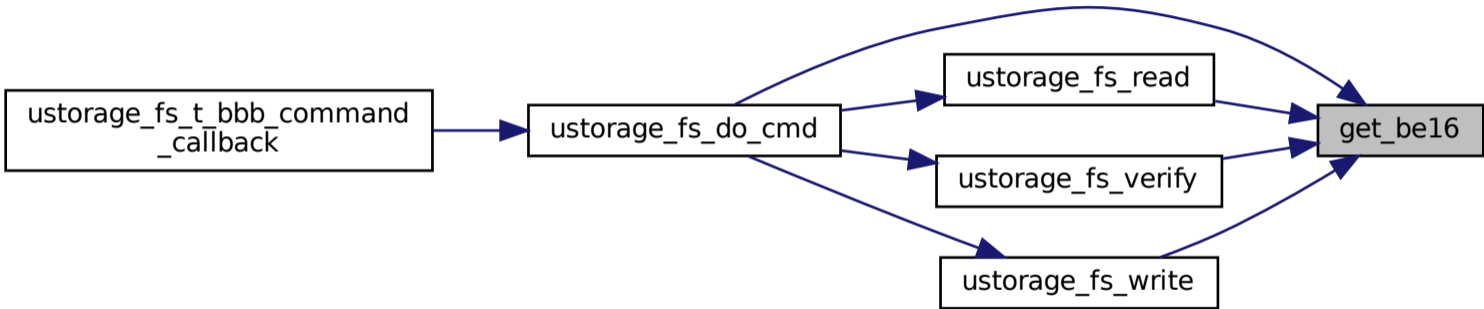 ustorage_fs_t_bbb_command
_callback
ustorage_fs_do_cmd
ustorage_fs_read
ustorage_fs_verify
ustorage_fs_write
get_be16